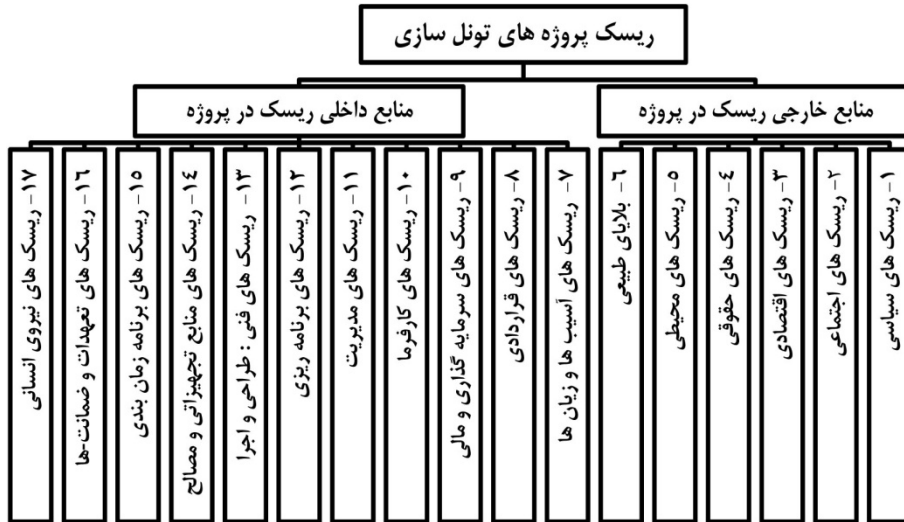 ریسک پروژه های تونل سازی
منابع خارجی ریسک در پروژه
منابع داخلی ریسک در پروژه
۱- ریسک های سیاسی
۲- ریسک های اجتماعی
۳- ریسک های اقتصادی
۴- ریسک های حقوقی
۵- ریسک های محیطی
۶- بلایای طبیعی
۷- ریسک های آسیب ها و زیان ها
۸- ریسک های قراردادی
۹- ریسک های سرمایه گذاری و مالی
۱۰- ریسک های کارفرما
۱۱- ریسک های مدیریت
۱۲- ریسک های برنامه ریزی
۱۳- ریسک های فنی : طراحی و اجرا
۱۴- ریسک های منابع تجهیزاتی و مصالح
۱۵- ریسک های برنامه زمان بندی
۱۶- ریسک های تعهدات و ضمانت-ها
۱۷- ریسک های نیروی انسانی